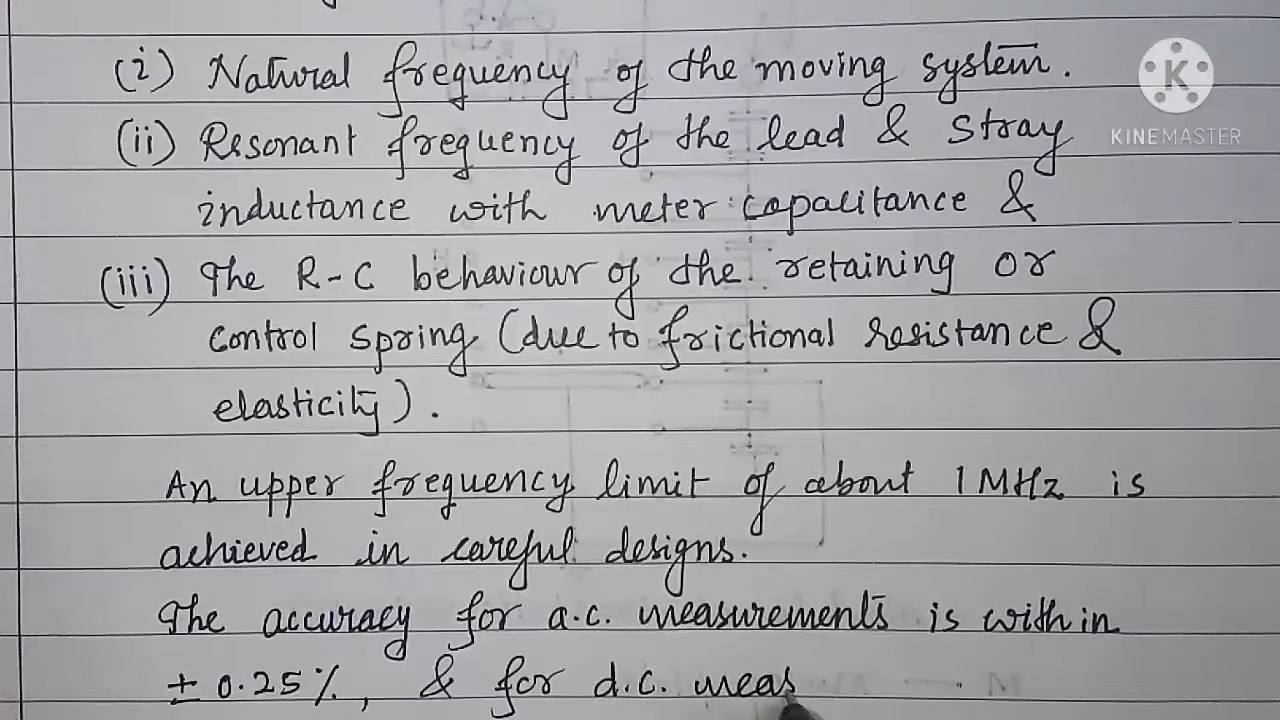 (i) Natural frequency of the moving system.
(ii) Resonant frequency of the lead & stray
inductance with meter capacitance &
(iii) The R-C behaviour of the retaining or
control spring (due to frictional resistance &
elasticity).
An upper frequency limit of about 1 MHz is
achieved in careful designs.
The accuracy for a.c. measurements is within
± 0.25%, & for d.c. meas
K
KINEMASTER